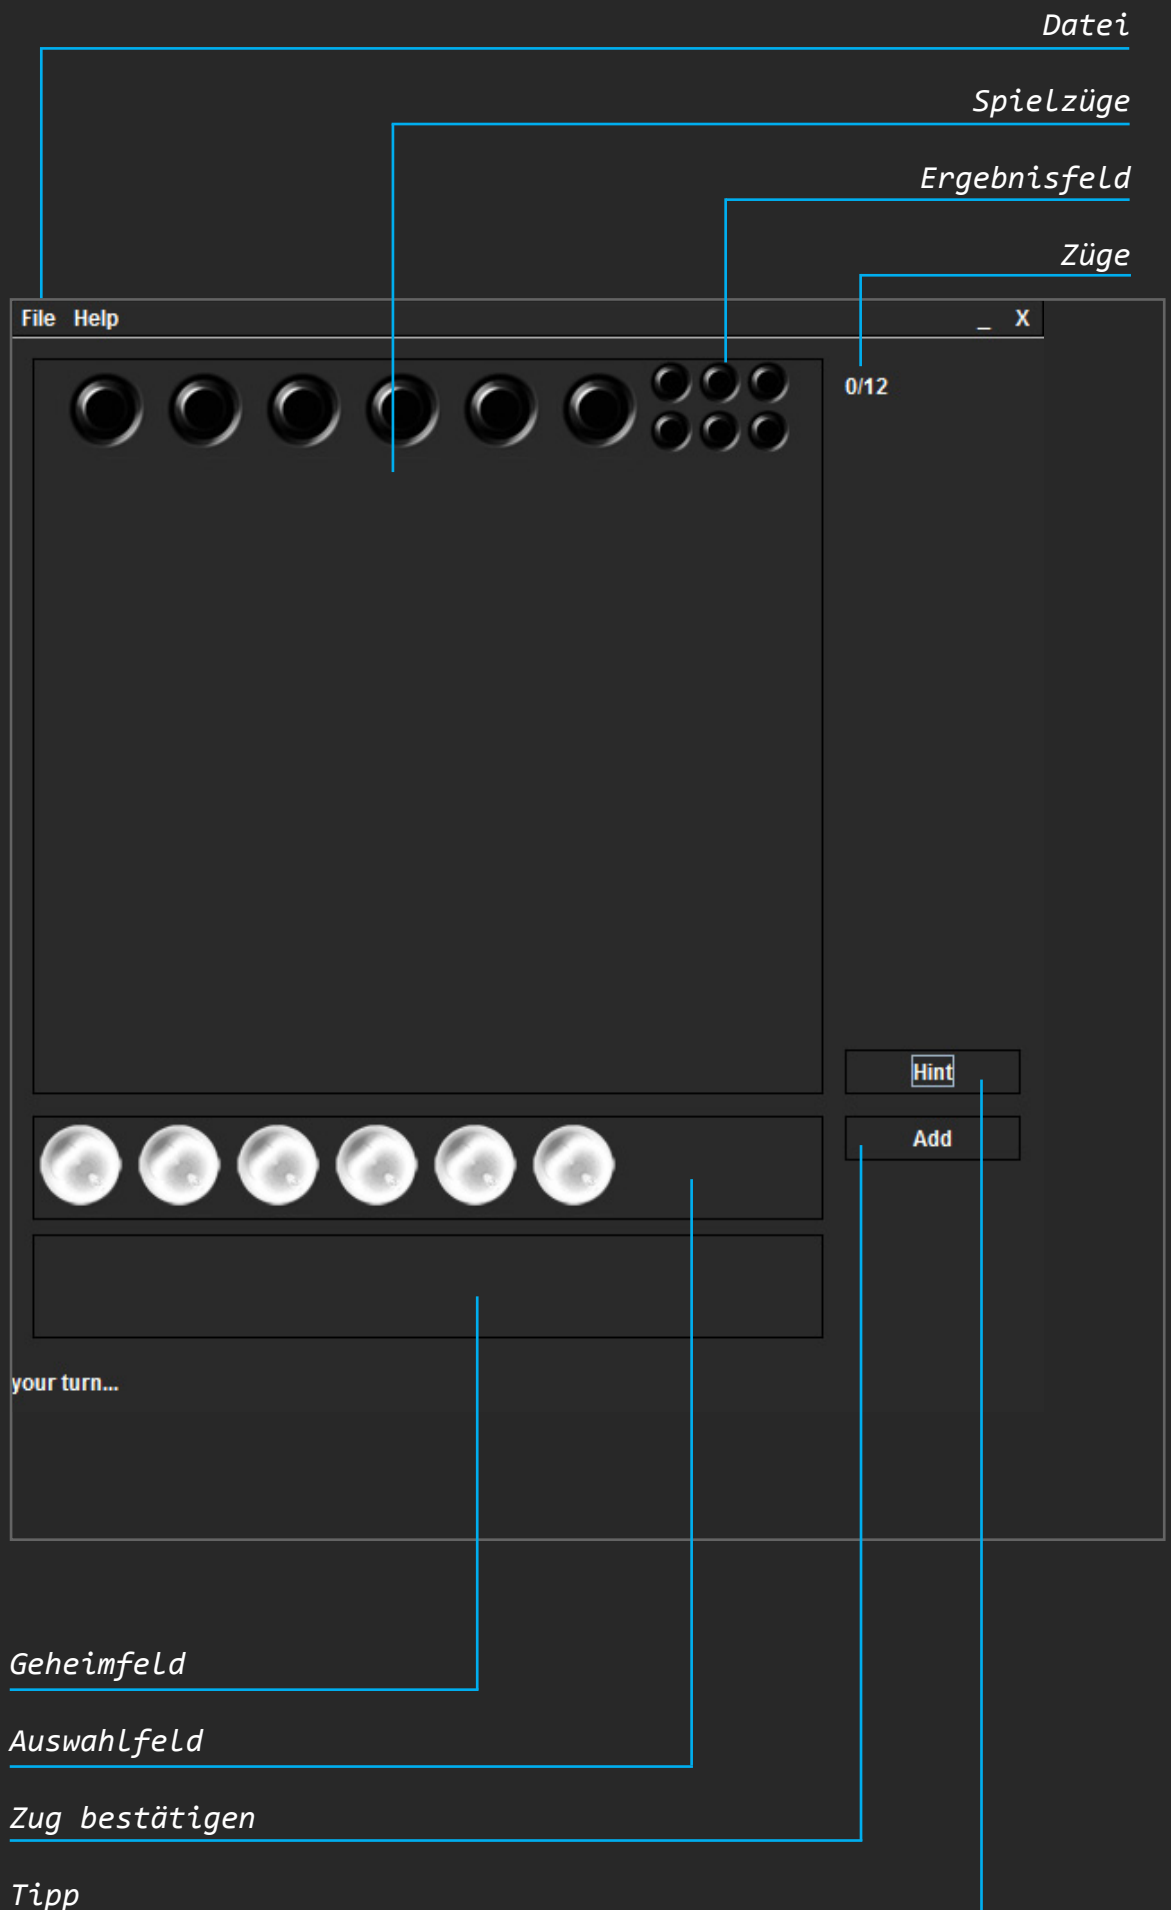 Datei
Spielzüge
Ergebnisfeld
Züge
File Help _ X
0/12
Hint
Add
your turn...
Geheimfeld
Auswahlfeld
Zug bestätigen
Tipp